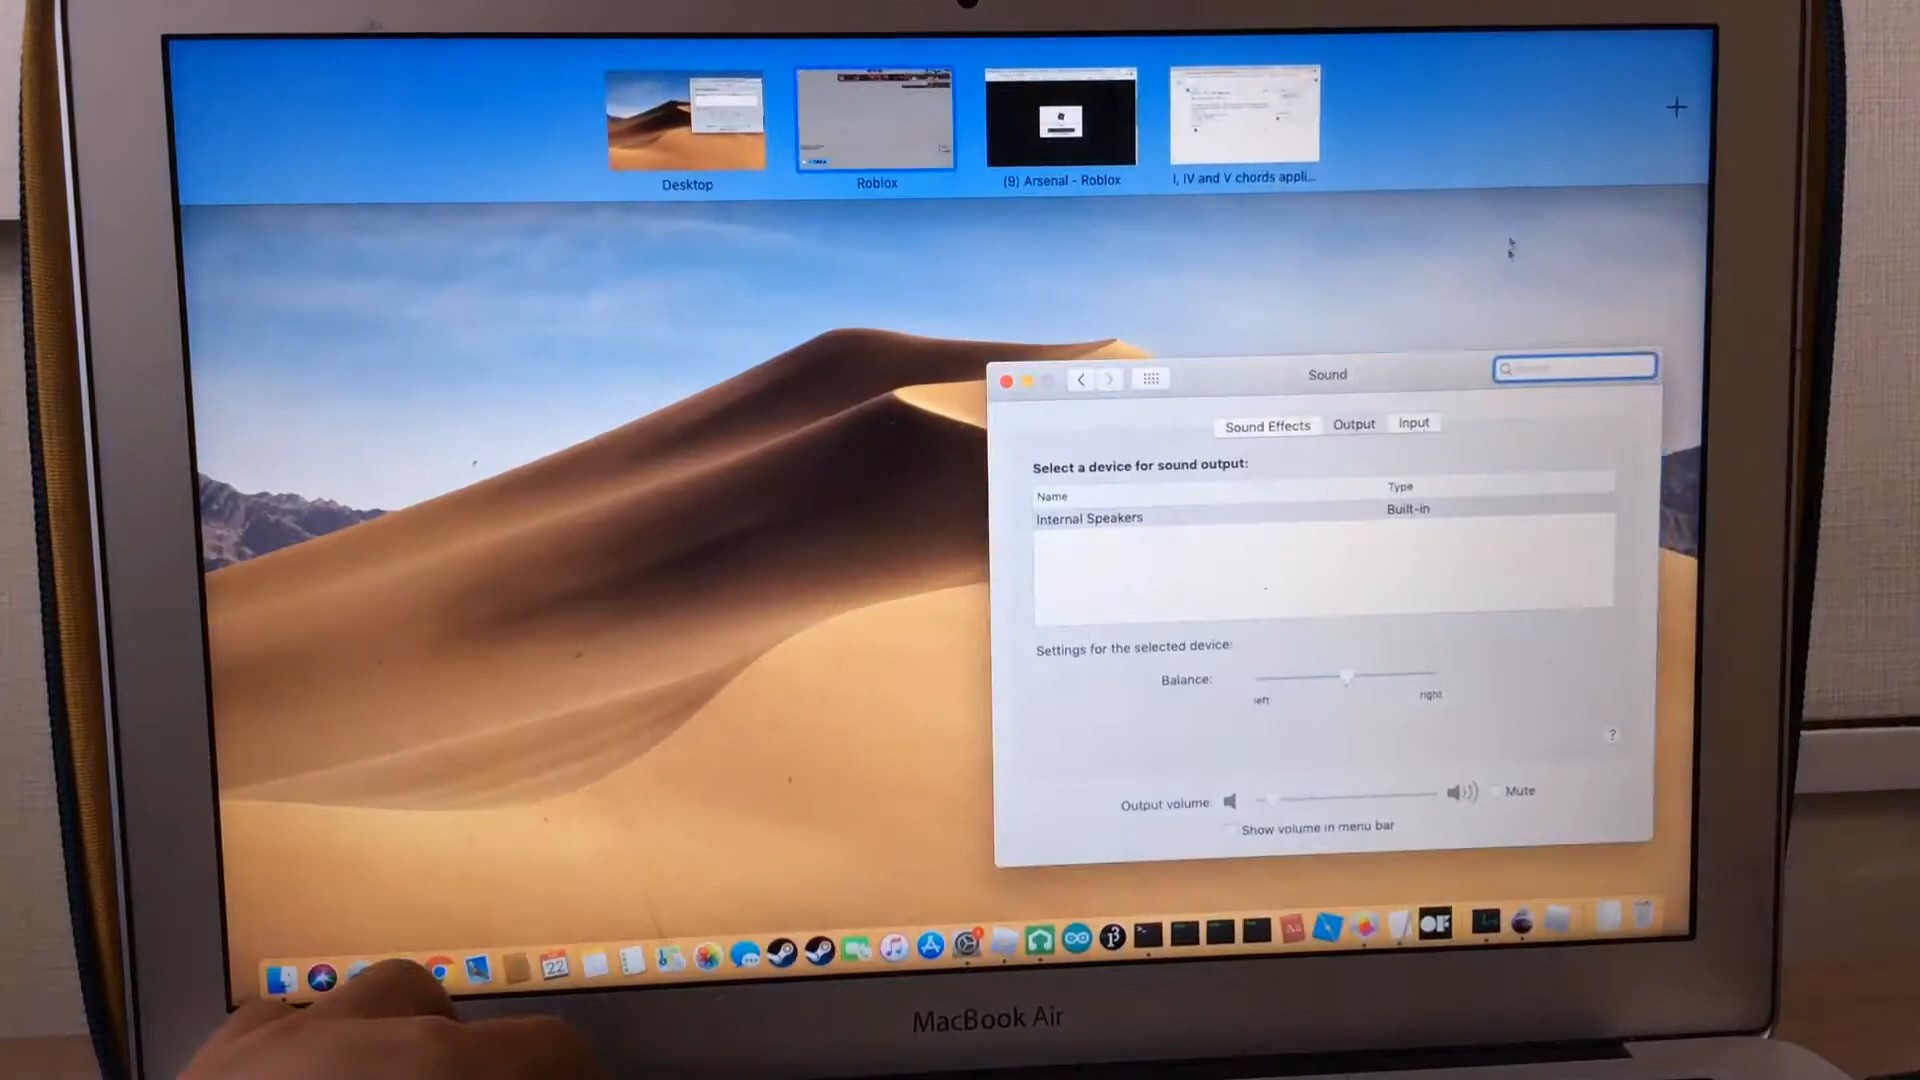 Desktop
Roblox
(9) Arsenal - Roblox
I, IV and V chords appli...
Sound
Sound Effects
Output
Input
Select a device for sound output:
Name
Type
Internal Speakers
Built-in
Settings for the selected device:
Balance:
left
right
?
Output volume:
Mute
Show volume in menu bar
22
OF
MacBook Air